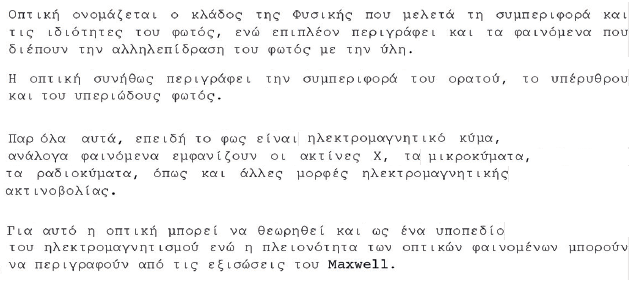 Οπτική ονομάζεται ο κλάδος της Φυσικής που μελετά τη συμπεριφορά και
τις ιδιότητες του φωτός, ενώ επιπλέον περιγράφει και τα φαινόμενα που
διέπουν την αλληλεπίδραση του φωτός με την ύλη.
Η οπτική συνήθως περιγράφει την συμπεριφορά του ορατού, το υπέρυθρου
και του υπεριώδους φωτός.
Παρ όλα αυτά, επειδή το φως είναι ηλεκτρομαγνητικό κύμα,
ανάλογα φαινόμενα εμφανίζουν οι ακτίνες Χ, τα μικροκύματα,
τα ραδιοκύματα, όπως και άλλες μορφές ηλεκτρομαγνητικής
ακτινοβολίας.
Για αυτό η οπτική μπορεί να θεωρηθεί και ως ένα υποπεδίο
του ηλεκτρομαγνητισμού ενώ η πλειονότητα των οπτικών φαινομένων μπορούν
να περιγραφούν από τις εξισώσεις του Maxwell.